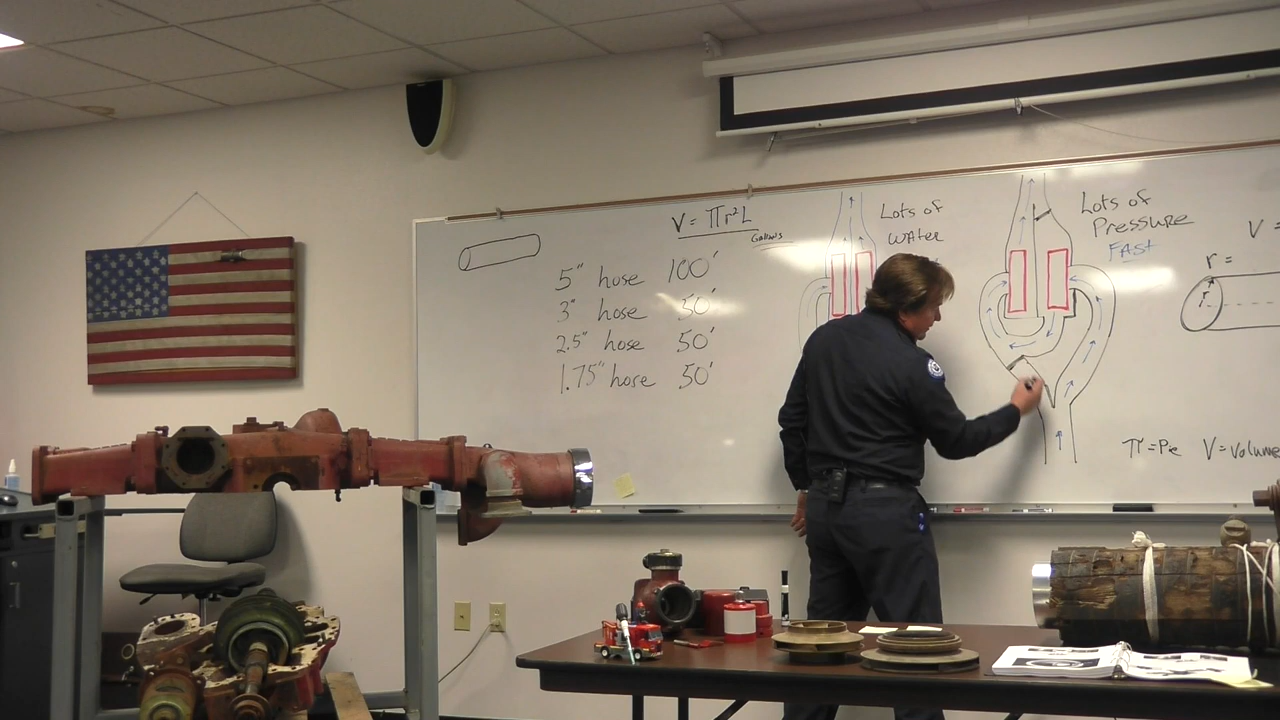 V = πr²L
Gallons
5" hose 100'
3" hose 50'
2.5" hose 50'
1.75" hose 50'
Lots of
WAter
Lots of
Pressure
FAST
V =
r =
r
π = Pie V = Volume